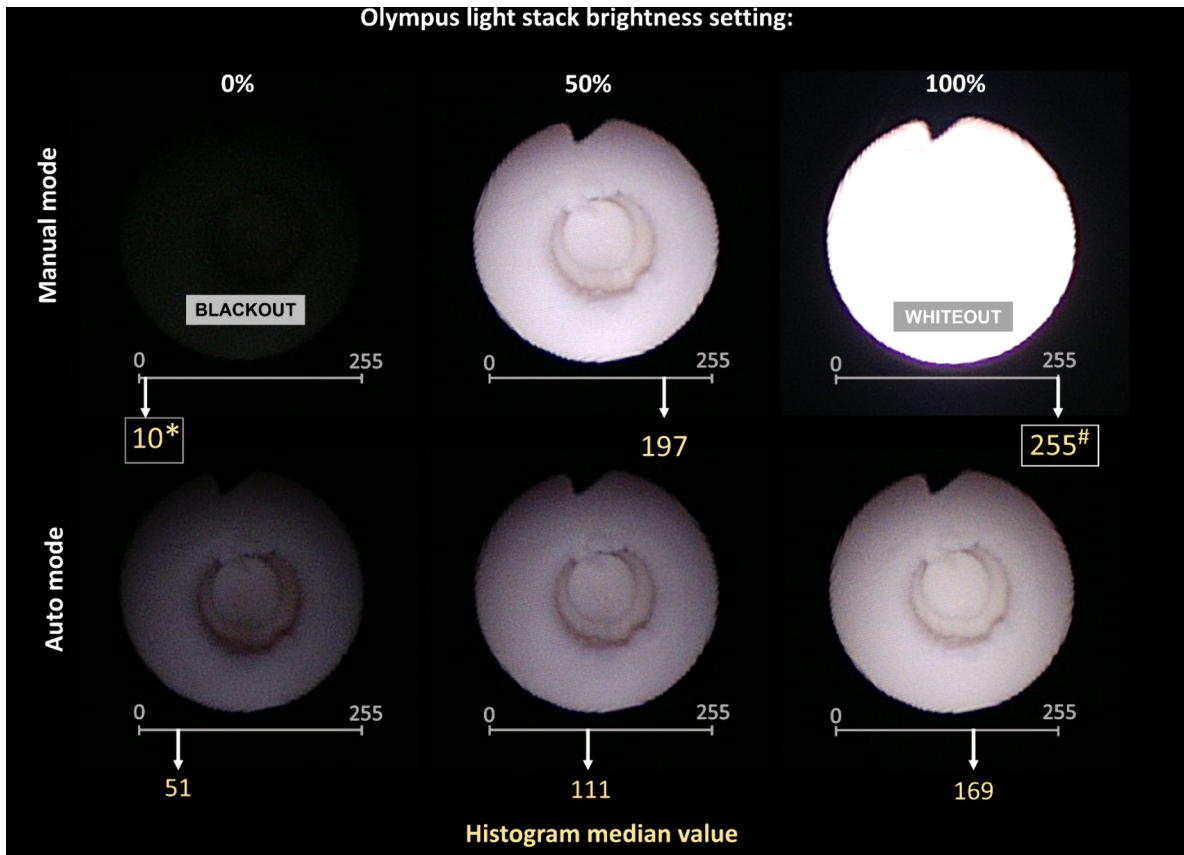 Olympus light stack brightness setting:
0% 50% 100%
Manual mode
BLACKOUT
WHITEOUT
0 255
0 255
0 255
10*
197
255#
Auto mode
0 255
0 255
0 255
51
111
169
Histogram median value